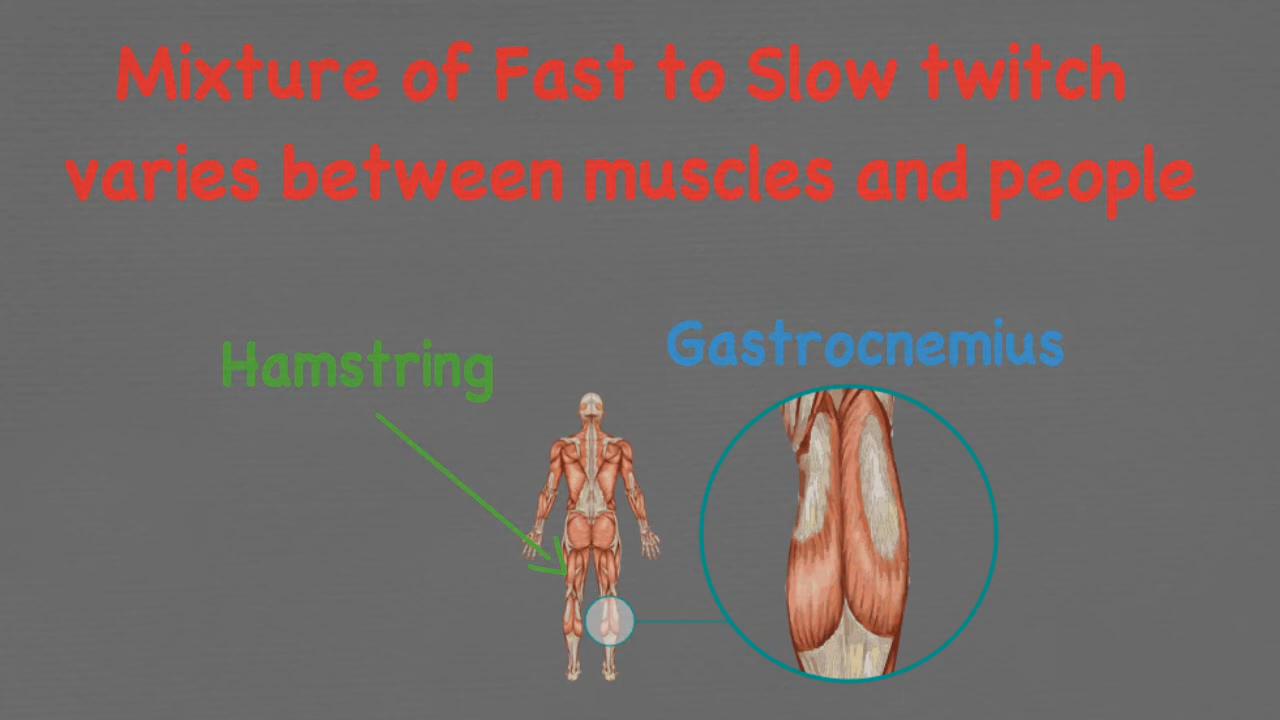 Mixture of Fast to Slow twitch
varies between muscles and people
Hamstring
Gastrocnemius